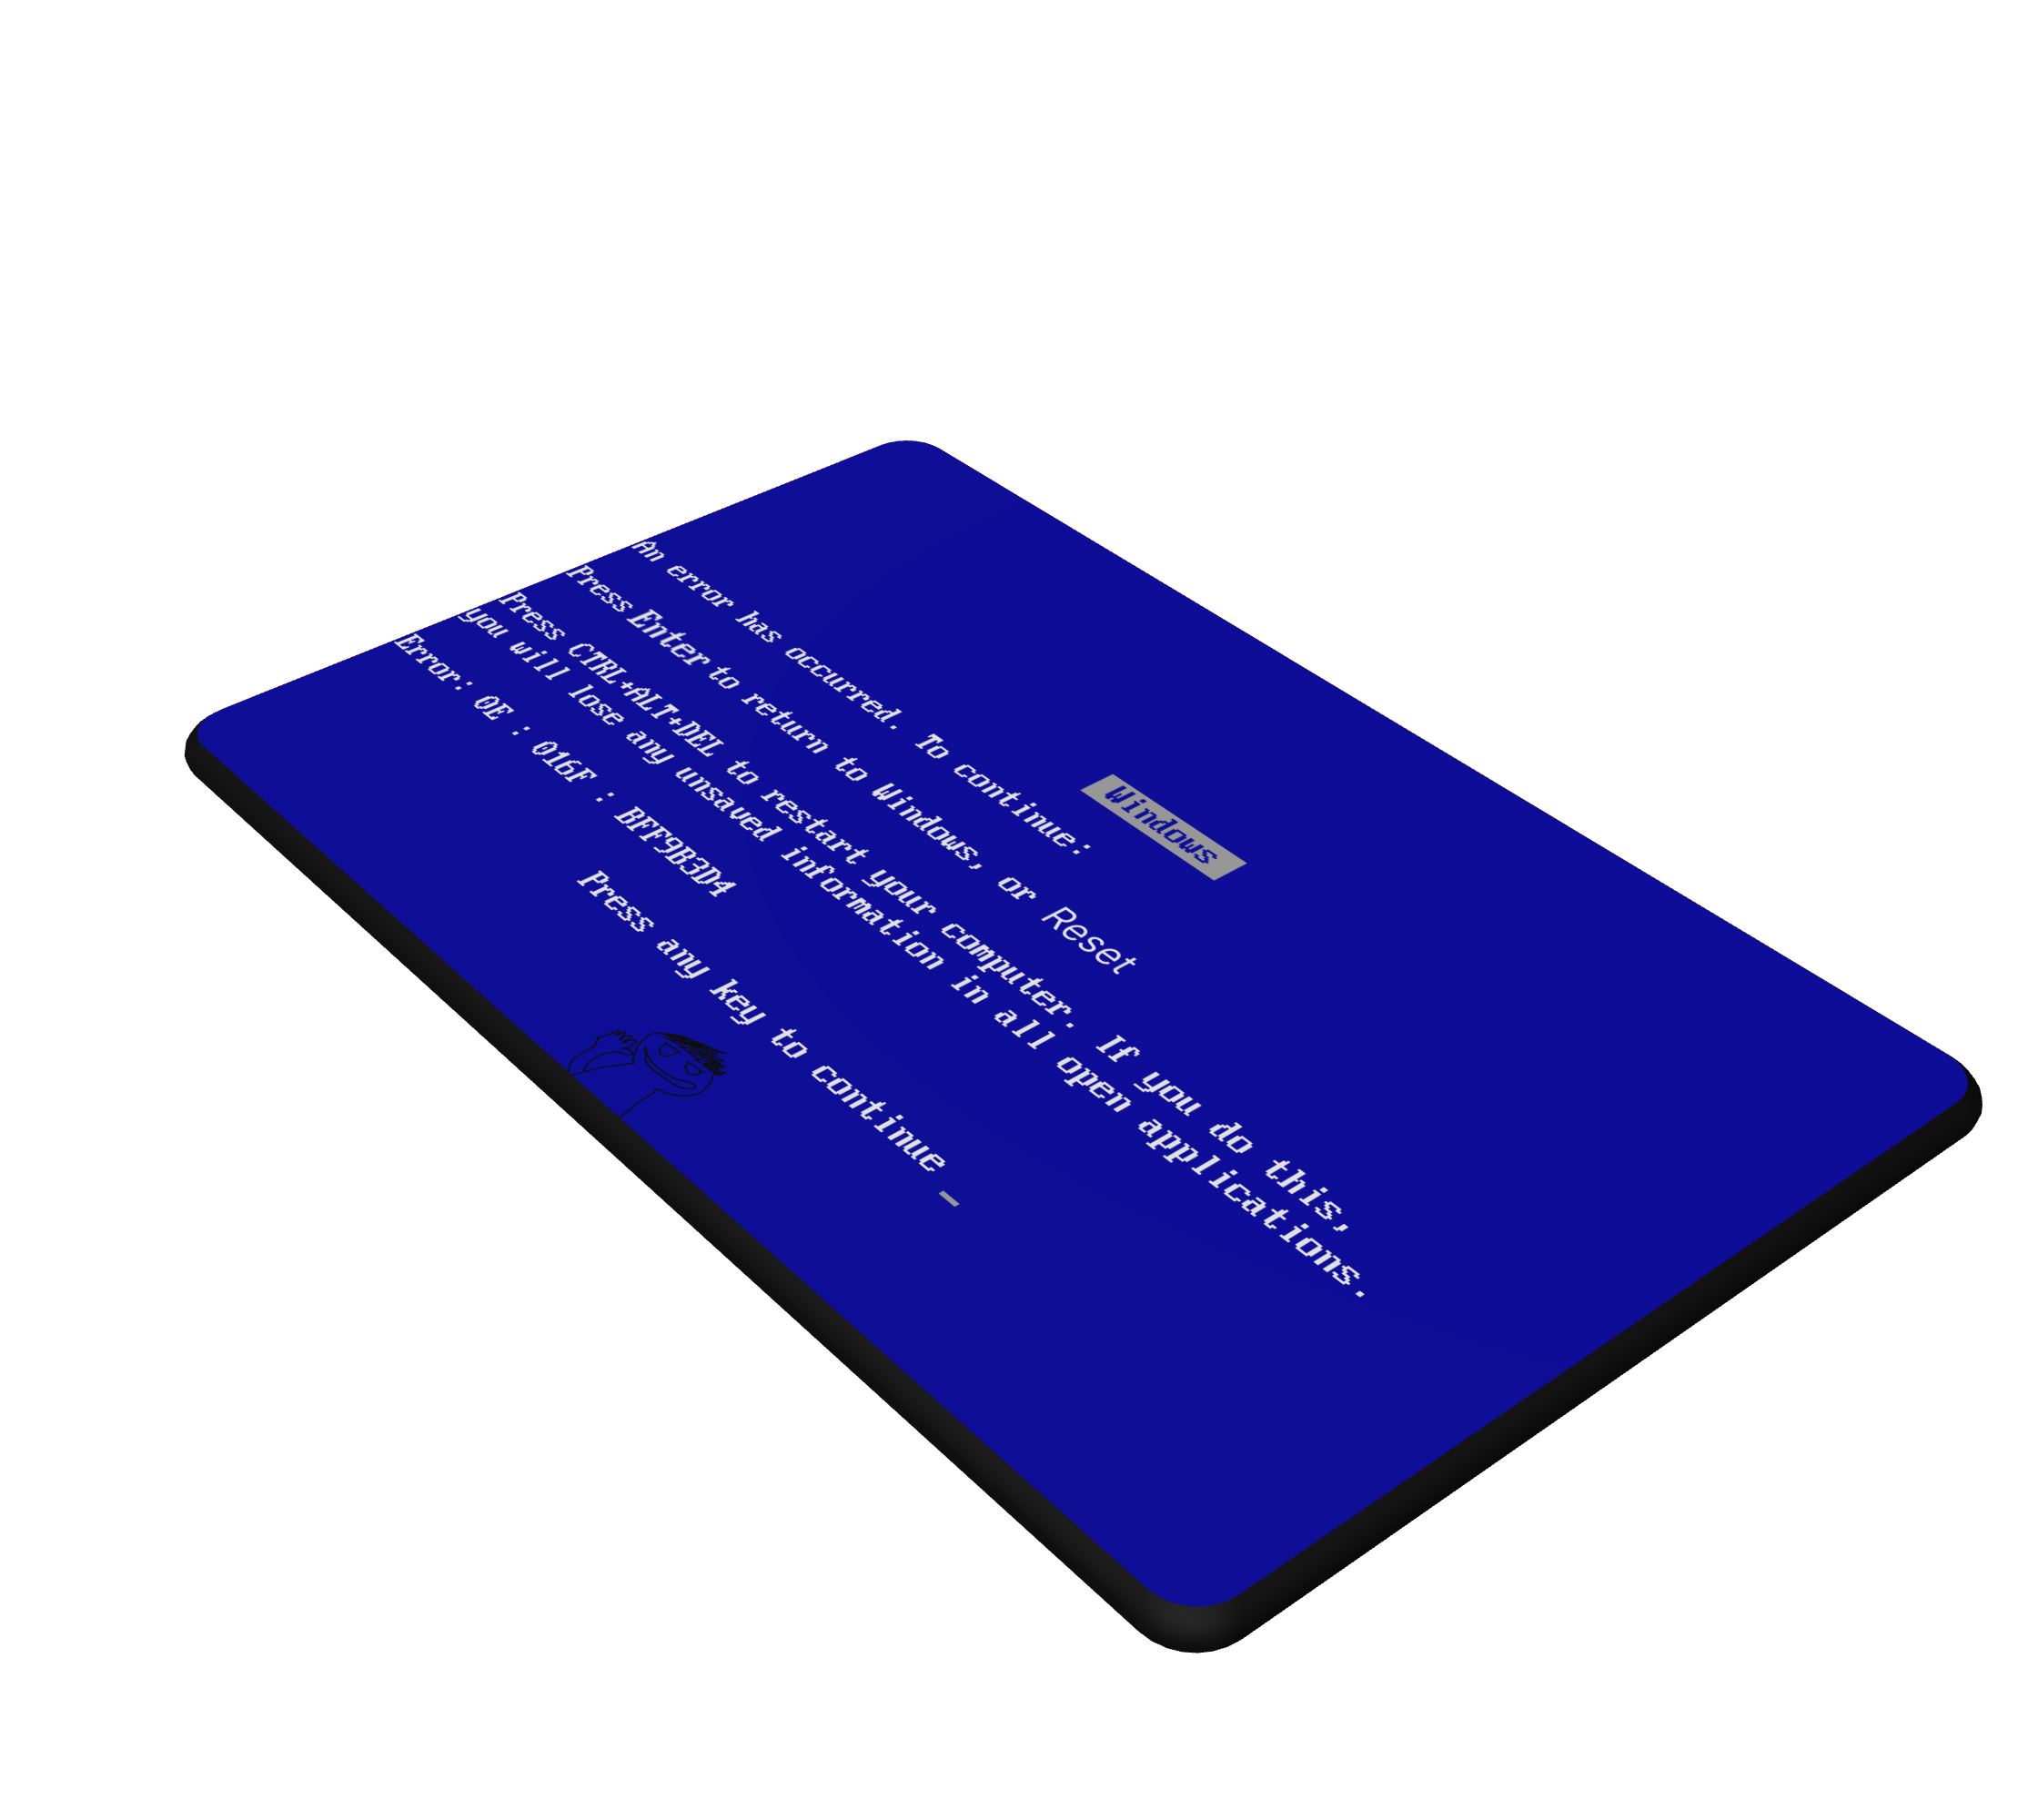 Windows
An error has occurred. To continue:
Press Enter to return to Windows, or Reset
Press CTRL+ALT+DEL to restart your computer. If you do this,
you will lose any unsaved information in all open applications.
Error: 0E : 016F : BFF9B3D4
Press any key to continue _